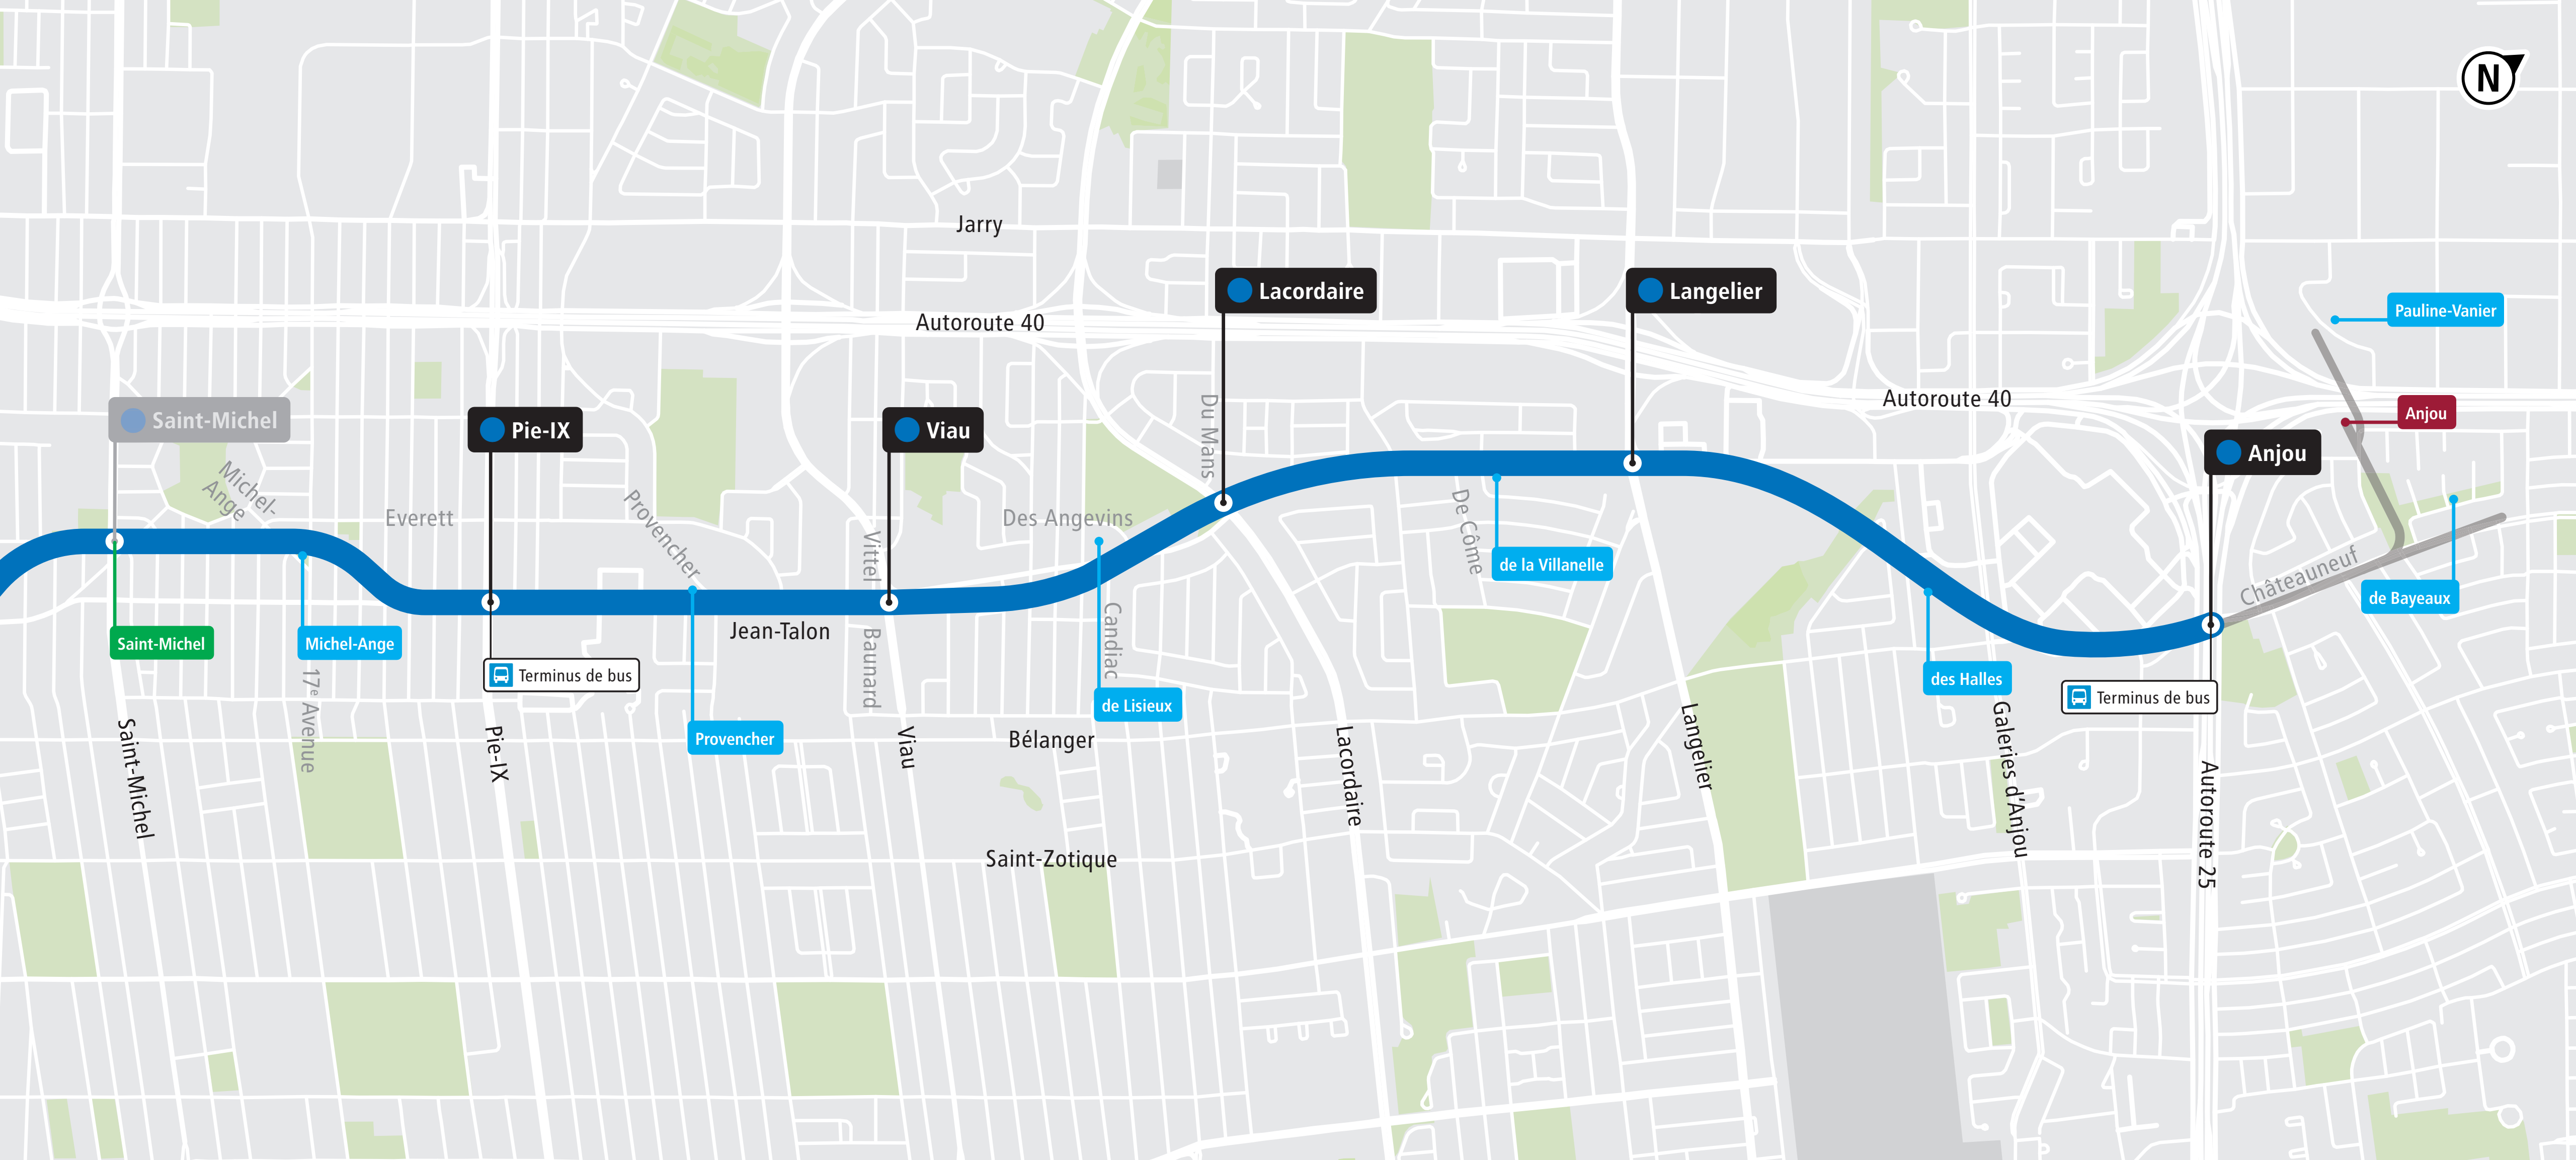 N
Jarry
Lacordaire
Langelier
Pauline-Vanier
Autoroute 40
Autoroute 40
Anjou
Saint-Michel
Pie-IX
Viau
Du Mans
Anjou
Michel-
Ange
Everett
Provencher
Vittel
Des Angevins
De Côme
de la Villanelle
Châteauneuf
de Bayeaux
Saint-Michel
Michel-Ange
Jean-Talon
Baunard
Candiac
Terminus de bus
17e Avenue
de Lisieux
des Halles
Terminus de bus
Provencher
Saint-Michel
Pie-IX
Viau
Bélanger
Lacordaire
Langelier
Galeries d'Anjou
Autoroute 25
Saint-Zotique